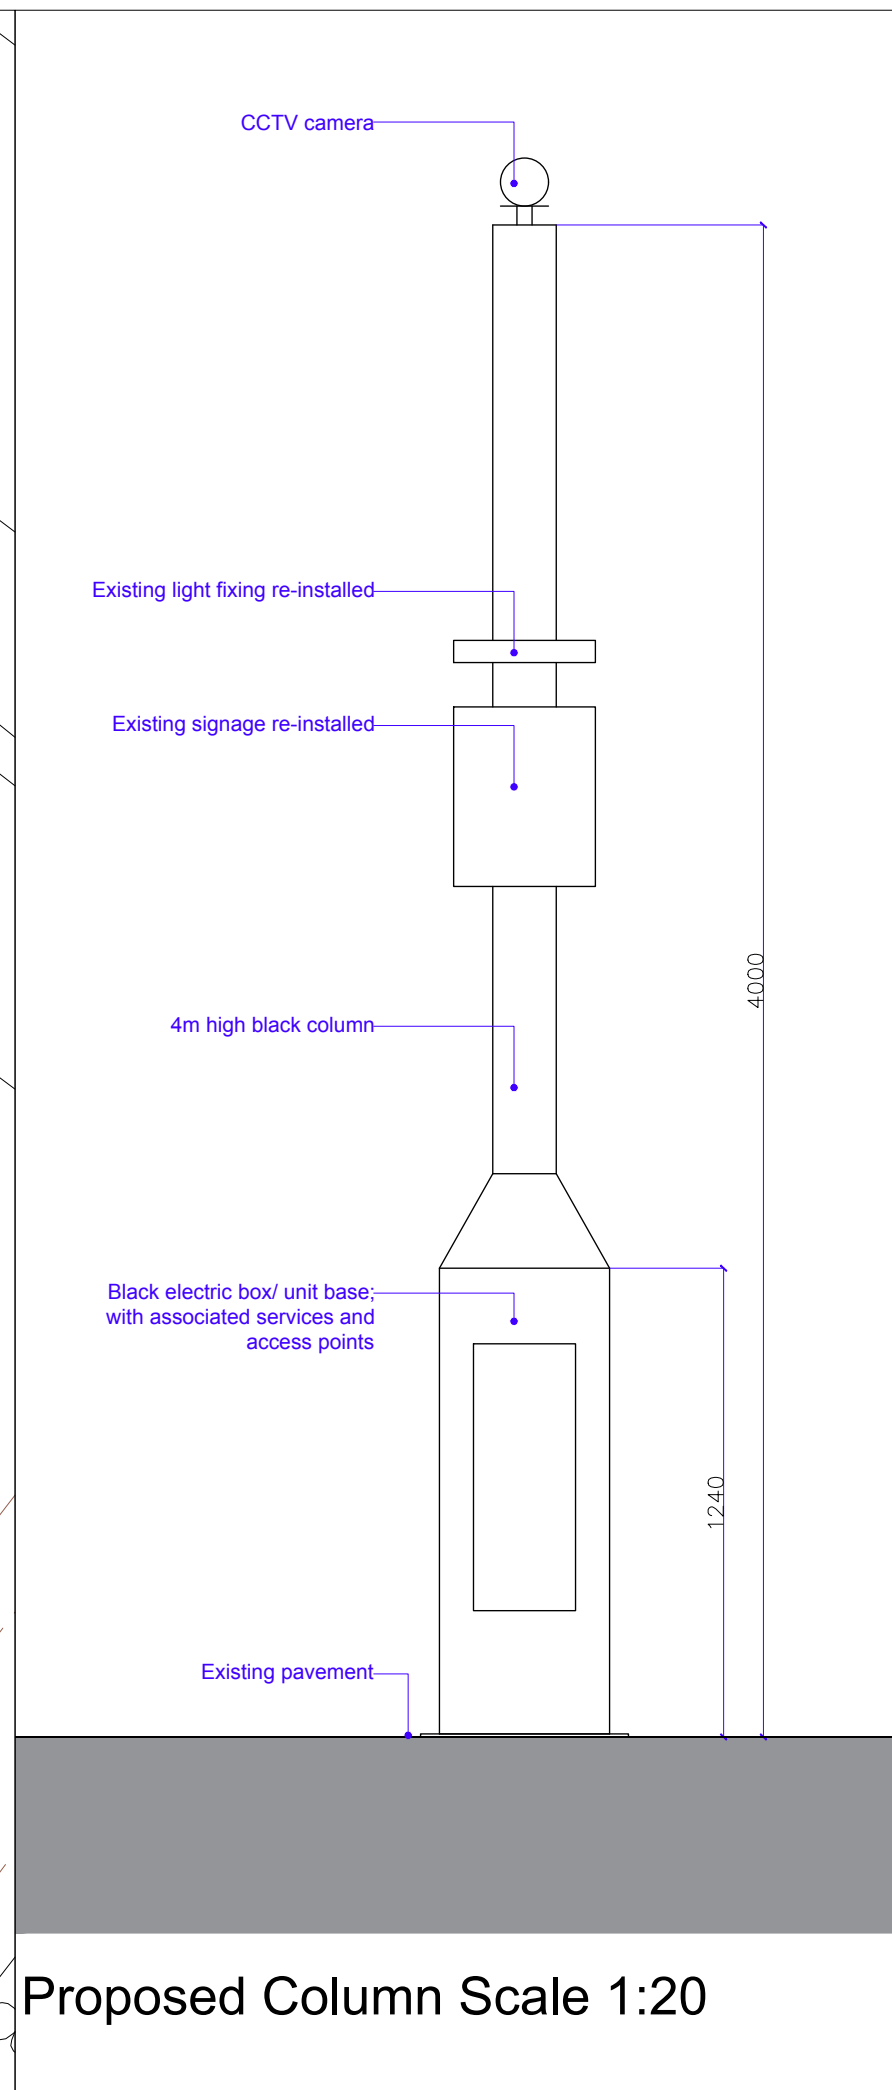 CCTV camera
Existing light fixing re-installed
Existing signage re-installed
4000
4m high black column
Black electric box/ unit base;
with associated services and
access points
1240
Existing pavement
Proposed Column Scale 1:20